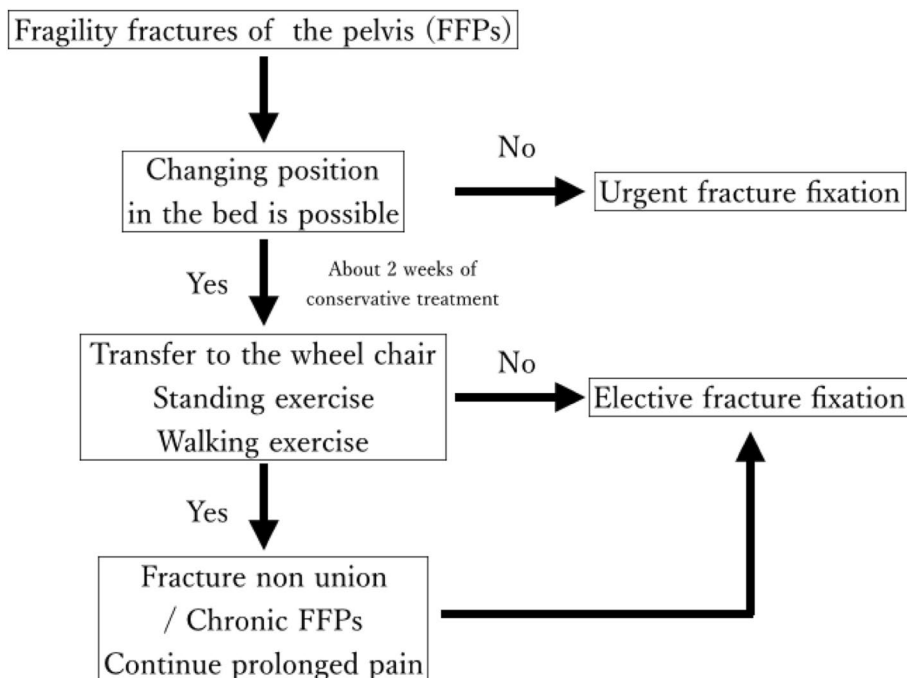 Fragility fractures of the pelvis (FFPs)
Changing position
in the bed is possible
No
Urgent fracture fixation
Yes
About 2 weeks of
conservative treatment
Transfer to the wheel chair
Standing exercise
Walking exercise
No
Elective fracture fixation
Yes
Fracture non union
/ Chronic FFPs
Continue prolonged pain